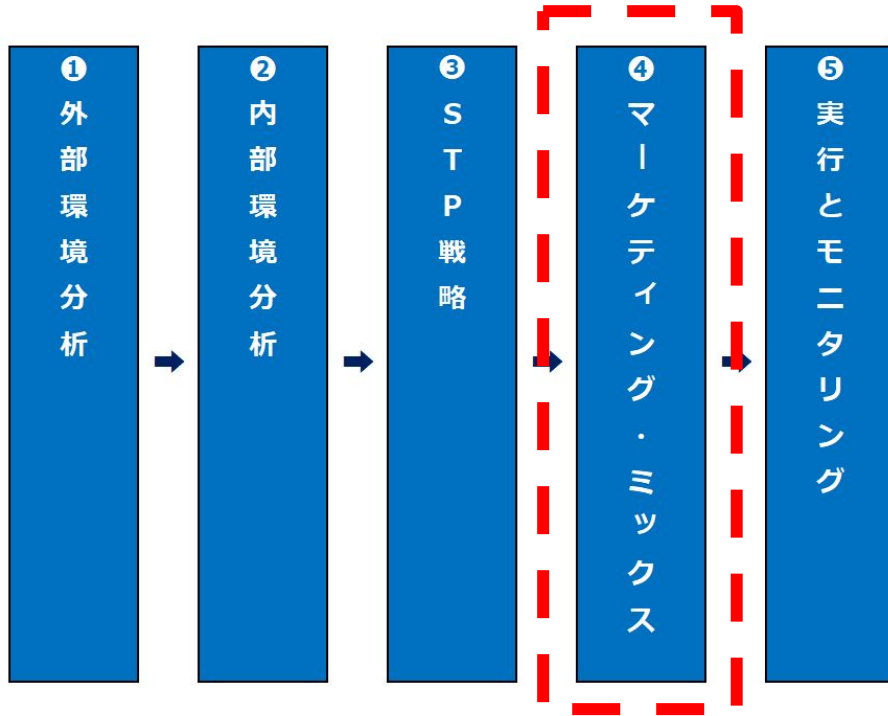 ❶外部環境分析
❷内部環境分析
❸STP戦略
❹マーケティング・ミックス
❺実行とモニタリング